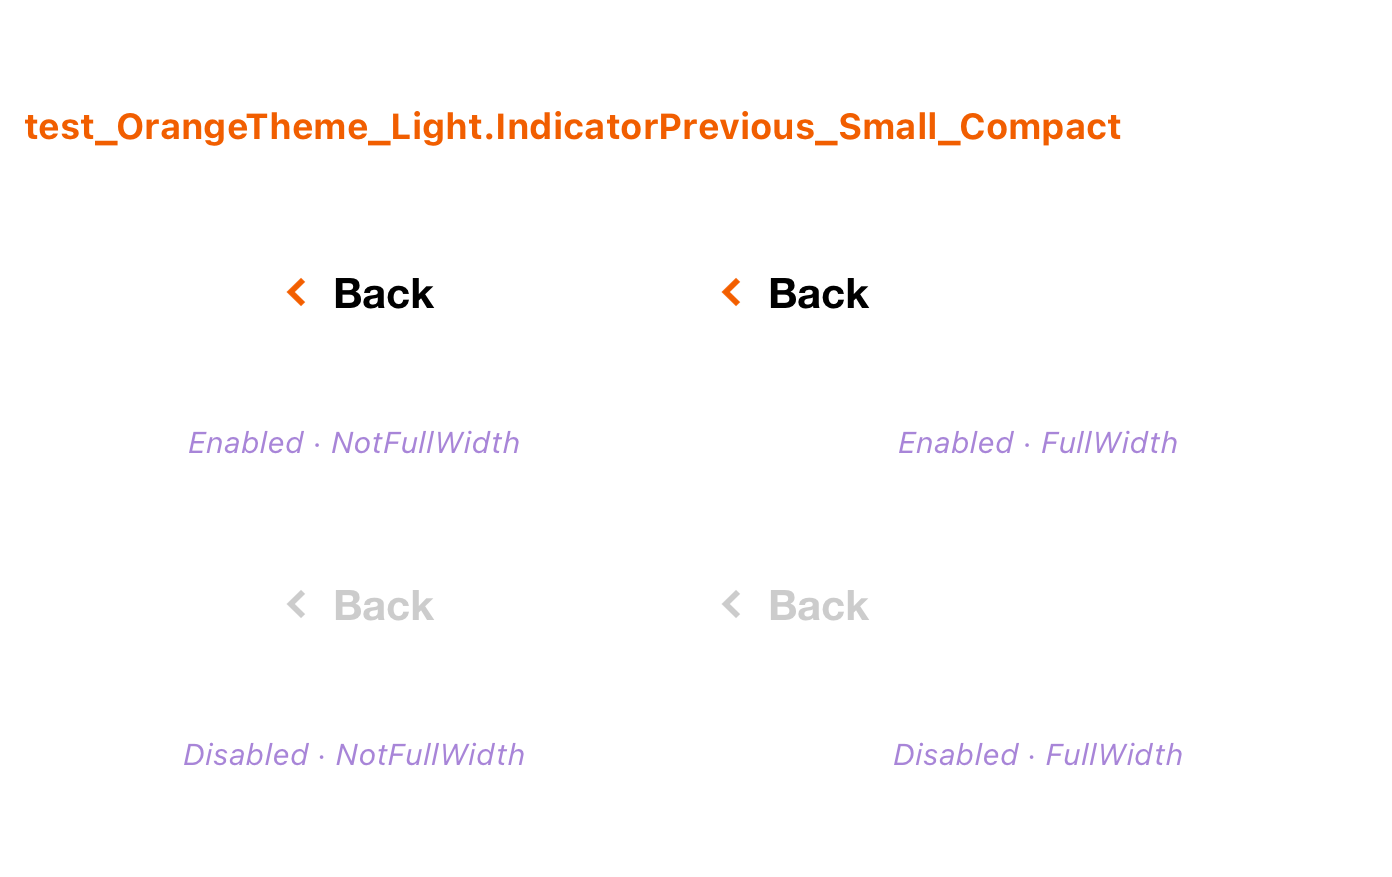 test_OrangeTheme_Light.IndicatorPrevious_Small_Compact
Back Back
Enabled · NotFullWidth Enabled · FullWidth
Back Back
Disabled · NotFullWidth Disabled · FullWidth